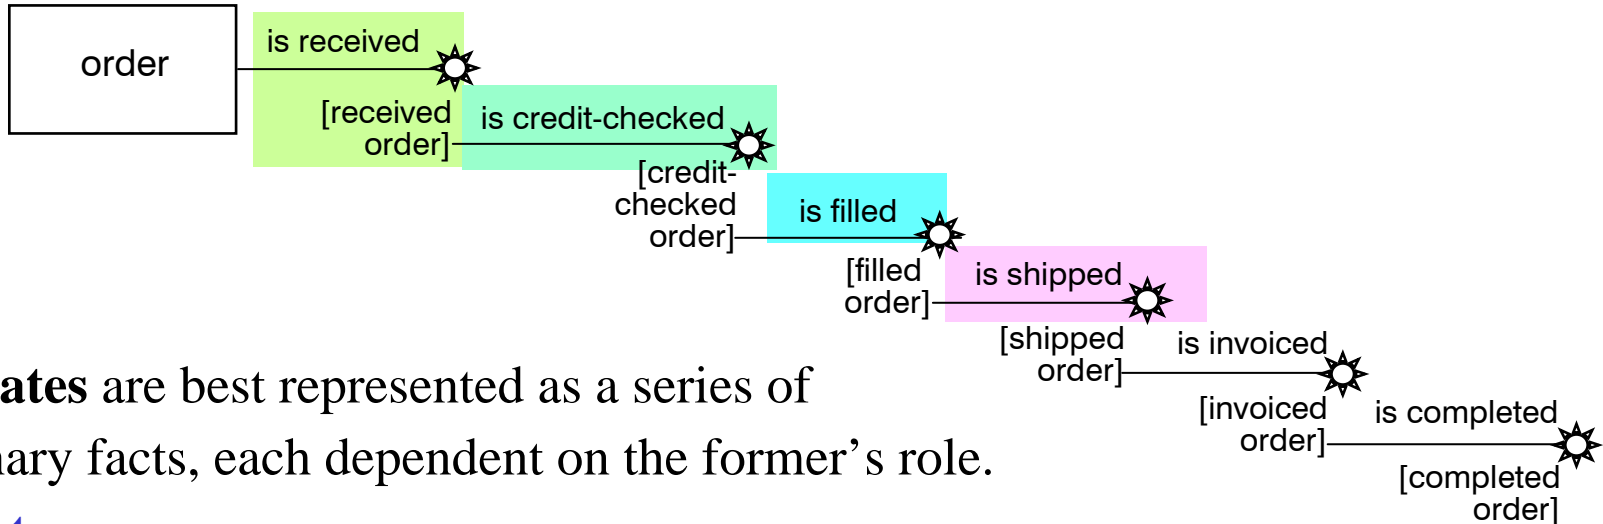 order
is received
[received
order]
is credit-checked
[credit-
checked
order]
is filled
[filled
order]
is shipped
[shipped
order]
is invoiced
[invoiced
order]
is completed
[completed
order]
ates are best represented as a series of
nary facts, each dependent on the former’s role.